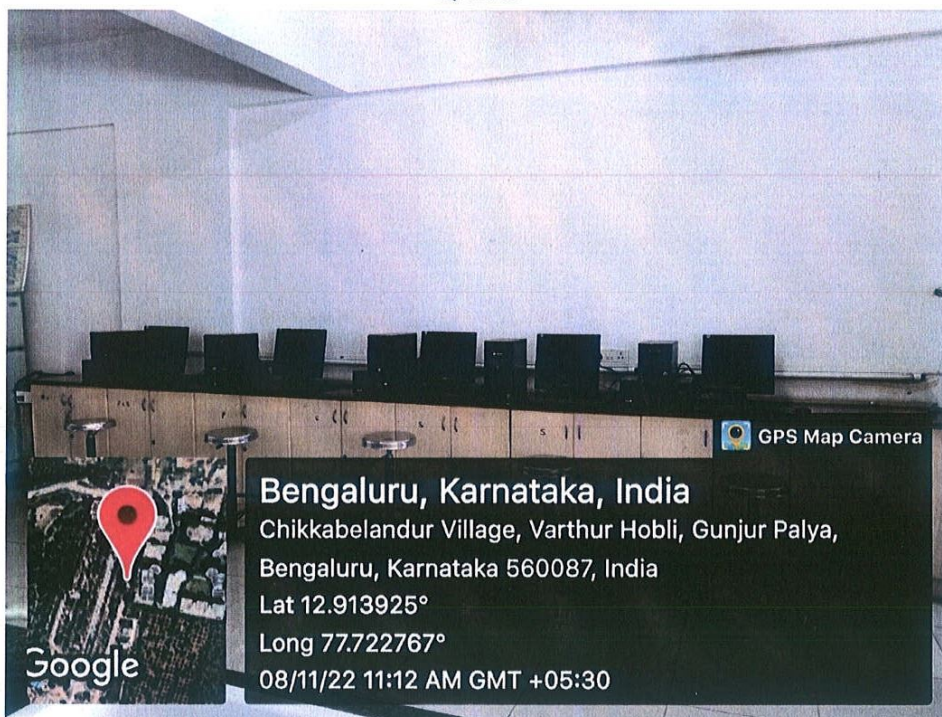 GPS Map Camera
Bengaluru, Karnataka, India
Chikkabelandur Village, Varthur Hobli, Gunjur Palya,
Bengaluru, Karnataka 560087, India
Lat 12.913925°
Long 77.722767°
08/11/22 11:12 AM GMT +05:30
Google